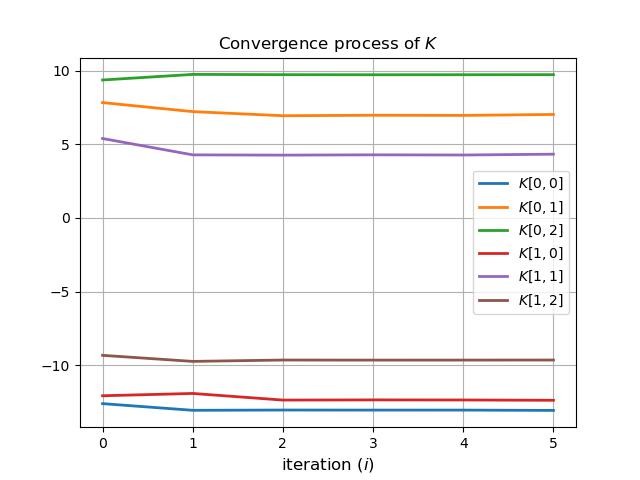 Convergence process of K
10
5
0
−5
−10
K[0, 0]
K[0, 1]
K[0, 2]
K[1, 0]
K[1, 1]
K[1, 2]
0 1 2 3 4 5
iteration (i)